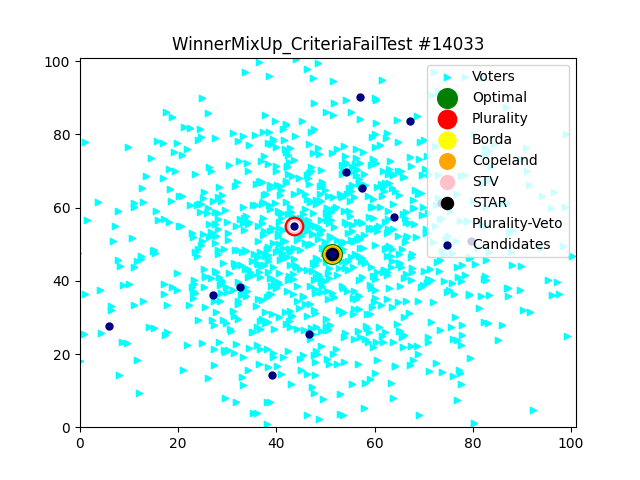 WinnerMixUp_CriteriaFailTest #14033
100
80
60
40
20
0
0
20
40
60
80
100
Voters
Optimal
Plurality
Borda
Copeland
STV
STAR
Plurality-Veto
Candidates